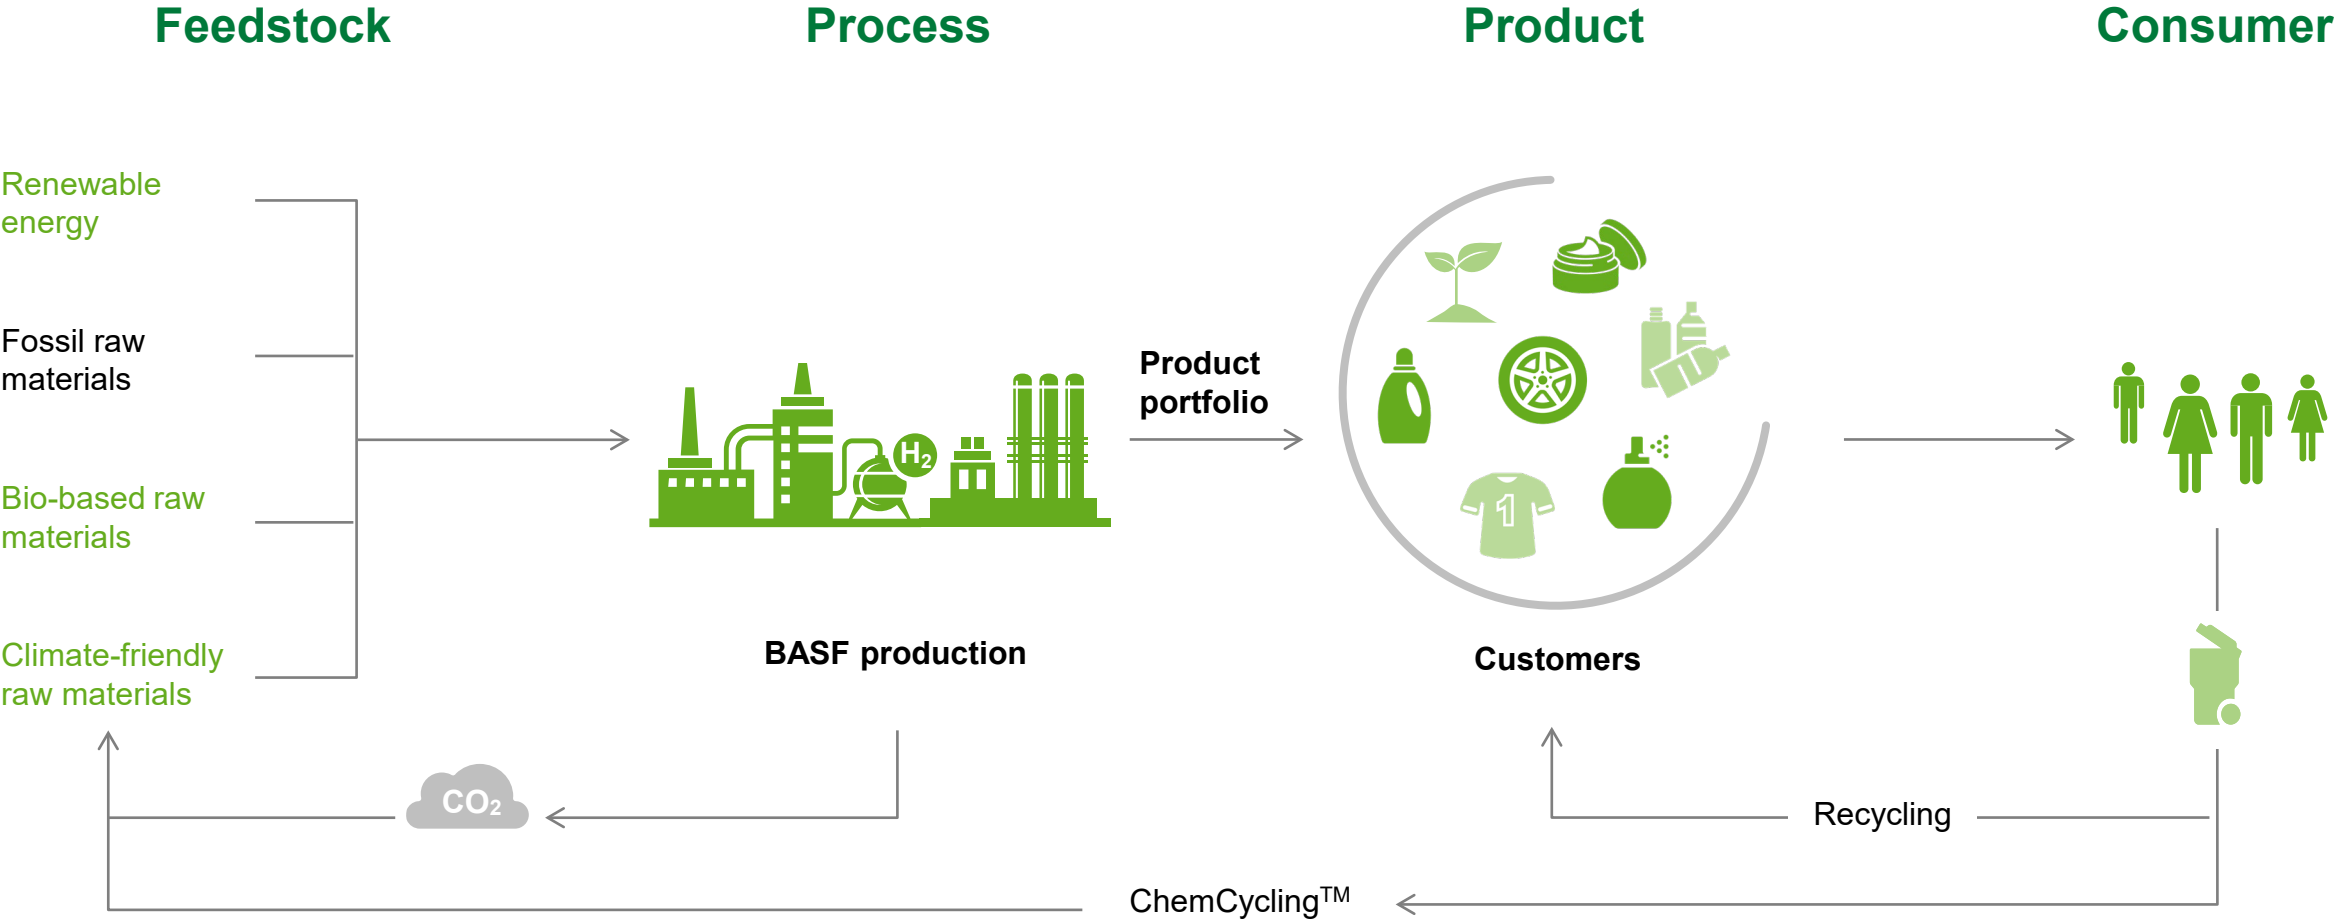 Feedstock
Process
Product
Consumer
Renewable
energy
Fossil raw
materials
Bio-based raw
materials
Climate-friendly
raw materials
H₂
BASF production
CO₂
Product
portfolio
1
Customers
Recycling
ChemCycling™